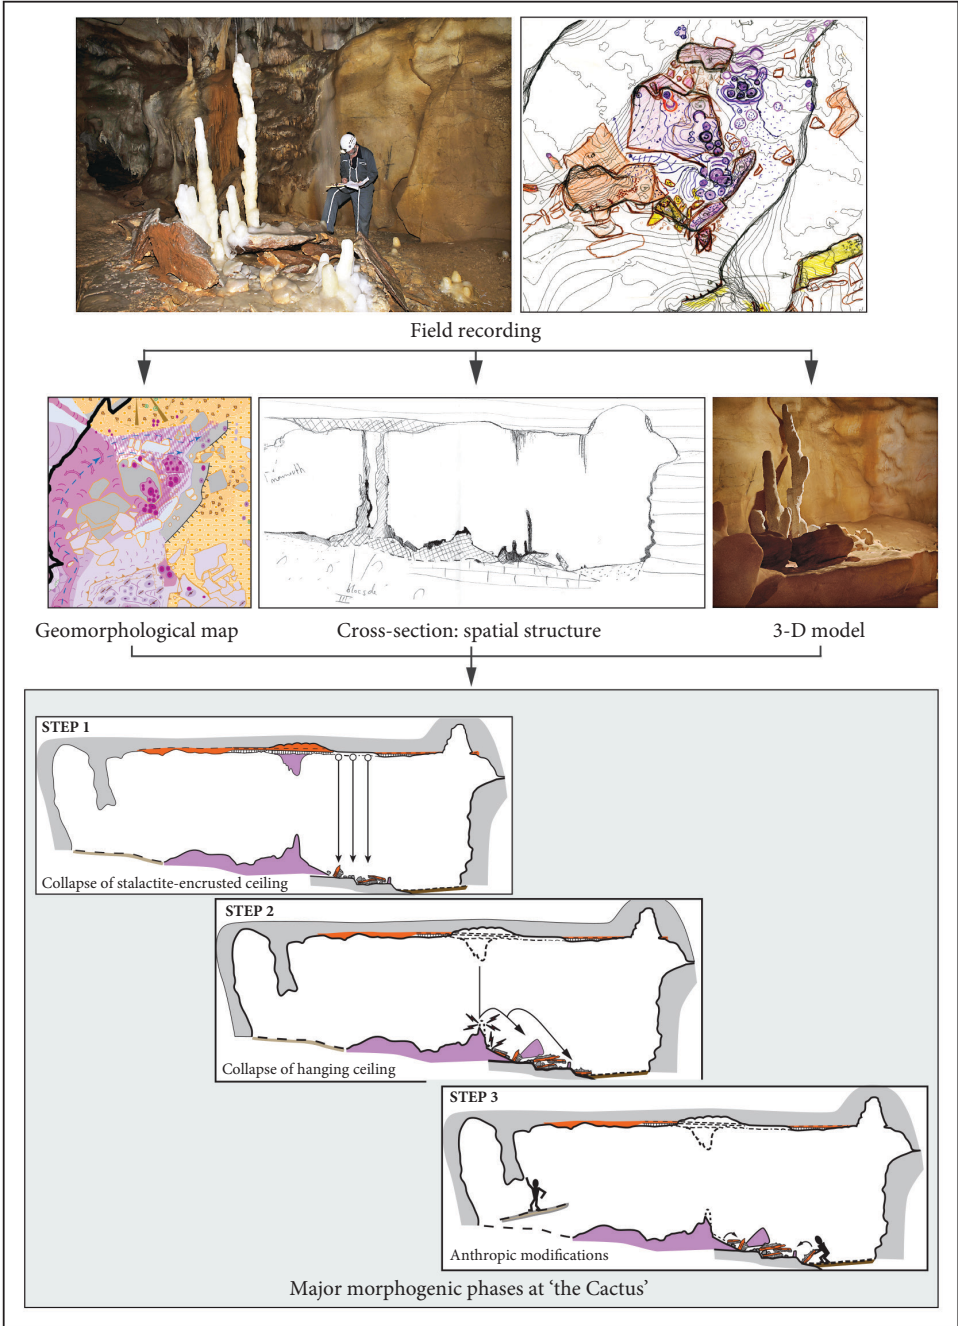 Field recording
Geomorphological map
Cross-section: spatial structure
3-D model
STEP 1
Collapse of stalactite-encrusted ceiling
STEP 2
Collapse of hanging ceiling
STEP 3
Anthropic modifications
Major morphogenic phases at ‘the Cactus’